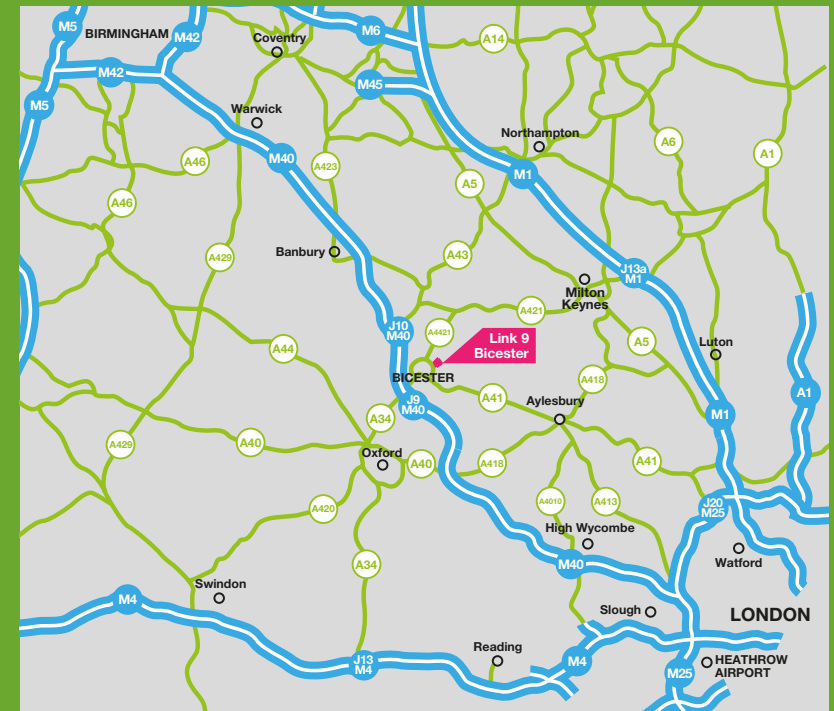 M5
BIRMINGHAM
M42
Coventry
M6
A14
M42
M45
M5
Warwick
Northampton
A6
A1
M40
A46
A423
A5
M1
A46
Banbury
A429
A43
J13a
M1
Milton
Keynes
A421
J10
M40
A4421
Link 9
Bicester
A44
A5
Luton
BICESTER
A418
J9
M40
A41
Aylesbury
A1
A34
M1
A429
A40
Oxford
A40
A418
A41
A420
A4010
A413
J20
M25
High Wycombe
Watford
A34
M40
Swindon
M4
Slough
LONDON
Reading
J13
M4
M4
M25
HEATHROW
AIRPORT